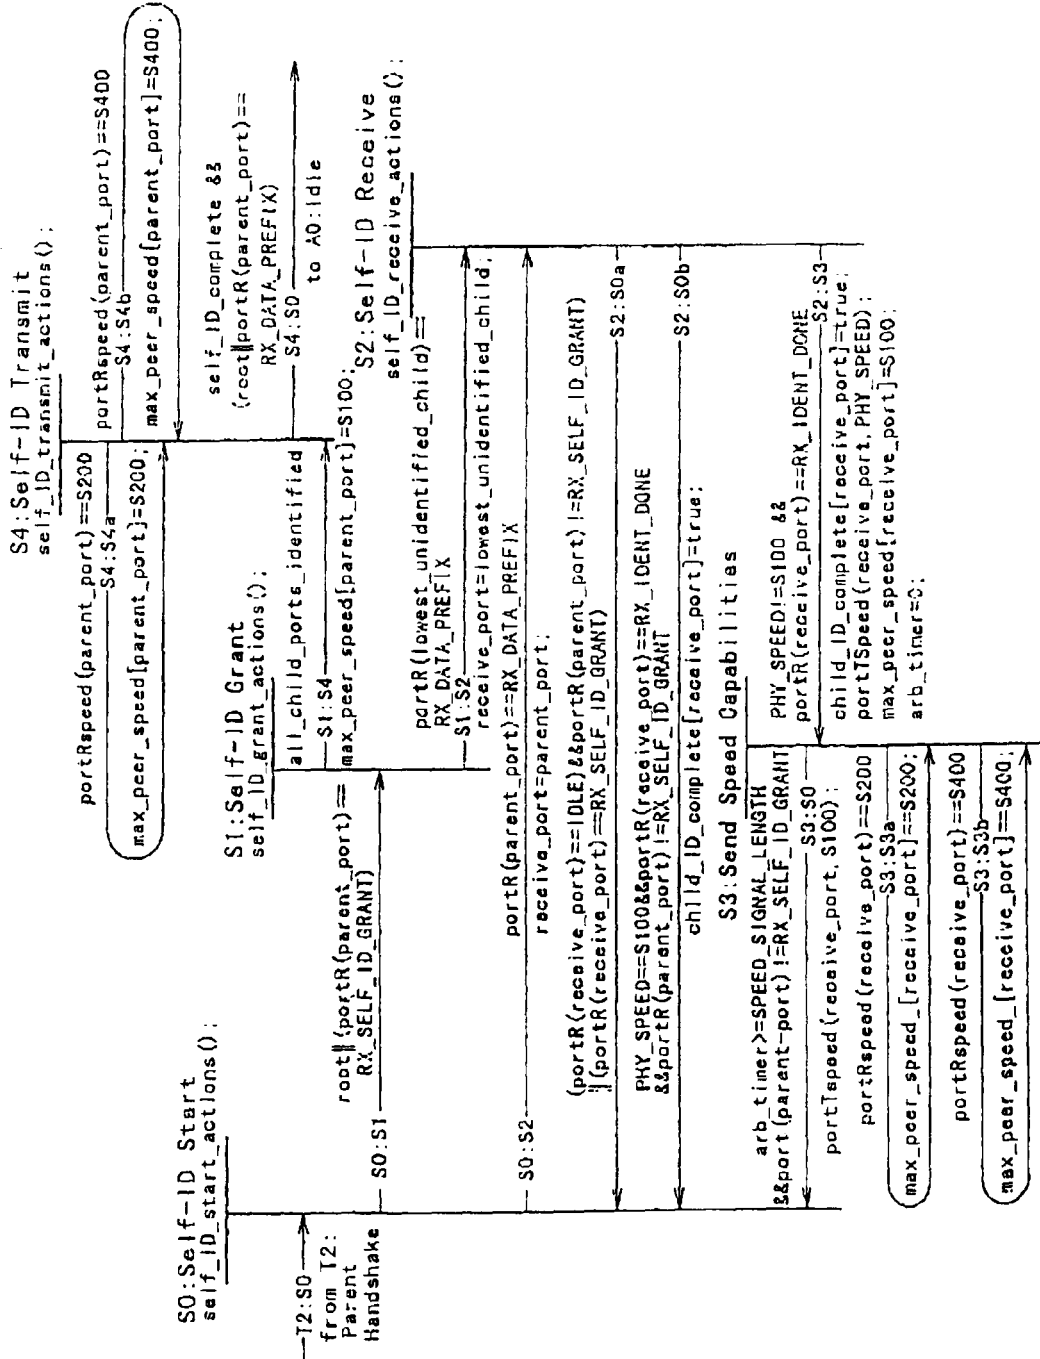 S0:Self-ID Start
self_ID_start_actions();
T2:S0
from T2:
Parent
Handshake
root‖(portR(parent_port)==
RX_SELF_ID_GRANT)
S0:S1
S1:Self-ID Grant
self_ID_grant_actions();
all_child_ports_identified
S1:S4
max_peer_speed[parent_port]=S100;
S4:Self-ID Transmit
self_ID_transmit_actions();
portRspeed(parent_port)==S200
S4:S4a
max_peer_speed[parent_port]=S200;
portRspeed(parent_port)==S400
S4:S4b
max_peer_speed[parent_port]=S400;
self_ID_complete &&
(root‖portR(parent_port)==
RX_DATA_PREFIX)
S4:S0
to A0:Idle
portR(lowest_unidentified_child)==
RX_DATA_PREFIX
S1:S2
receive_port=lowest_unidentified_child;
S2:Self-ID Receive
self_ID_receive_actions();
portR(parent_port)==RX_DATA_PREFIX
S0:S2
receive_port=parent_port;
(portR(receive_port)==IDLE)&&portR(parent_port)!=RX_SELF_ID_GRANT)
‖(portR(receive_port)==RX_SELF_ID_GRANT)
S2:S0a
PHY_SPEED==S100&&portR(receive_port)==RX_IDENT_DONE
&&portR(parent_port)!=RX_SELF_ID_GRANT
S2:S0b
child_ID_complete[receive_port]=true;
S3:Send Speed Capabilities
PHY_SPEED!=S100 &&
portR(receive_port)==RX_IDENT_DONE
S2:S3
child_ID_complete[receive_port]=true;
portTSpeed(receive_port,PHY_SPEED);
max_peer_speed[receive_port]=S100;
arb_timer=0;
arb_timer>=SPEED_SIGNAL_LENGTH
&&port(parent-port)!=RX_SELF_ID_GRANT
S3:S0
portTspeed(receive_port,S100);
portRspeed(receive_port)==S200
S3:S3a
max_peer_speed_[receive_port]==S200;
portRspeed(receive_port)==S400
S3:S3b
max_peer_speed_[receive_port]==S400;